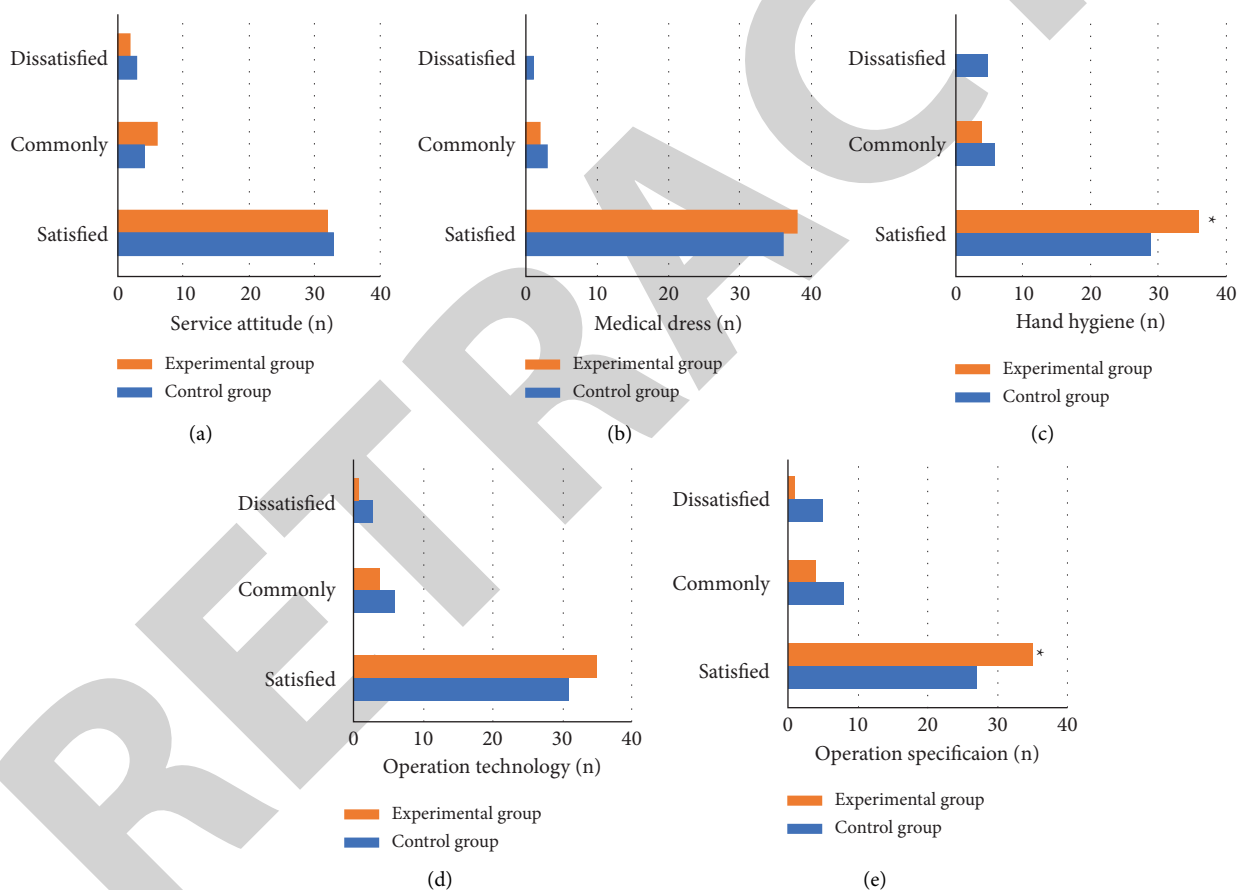 Dissatisfied
Commonly
Satisfied
0 10 20 30 40
Service attitude (n)
Experimental group
Control group
(a)
Dissatisfied
Commonly
Satisfied
0 10 20 30 40
Medical dress (n)
Experimental group
Control group
(b)
Dissatisfied
Commonly
Satisfied
*
0 10 20 30 40
Hand hygiene (n)
Experimental group
Control group
(c)
Dissatisfied
Commonly
Satisfied
0 10 20 30 40
Operation technology (n)
Experimental group
Control group
(d)
Dissatisfied
Commonly
Satisfied
*
0 10 20 30 40
Operation specificaion (n)
Experimental group
Control group
(e)
RETRAC